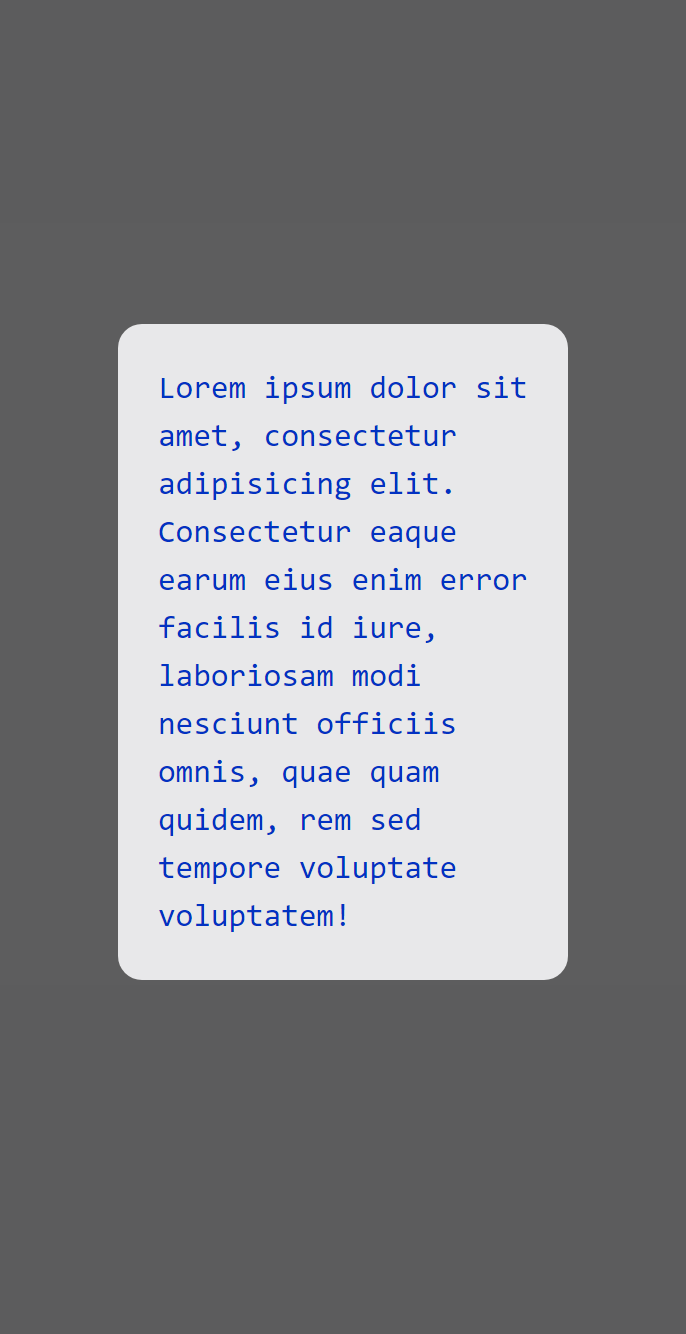 Lorem ipsum dolor sit
amet, consectetur
adipisicing elit.
Consectetur eaque
earum eius enim error
facilis id iure,
laboriosam modi
nesciunt officiis
omnis, quae quam
quidem, rem sed
tempore voluptate
voluptatem!